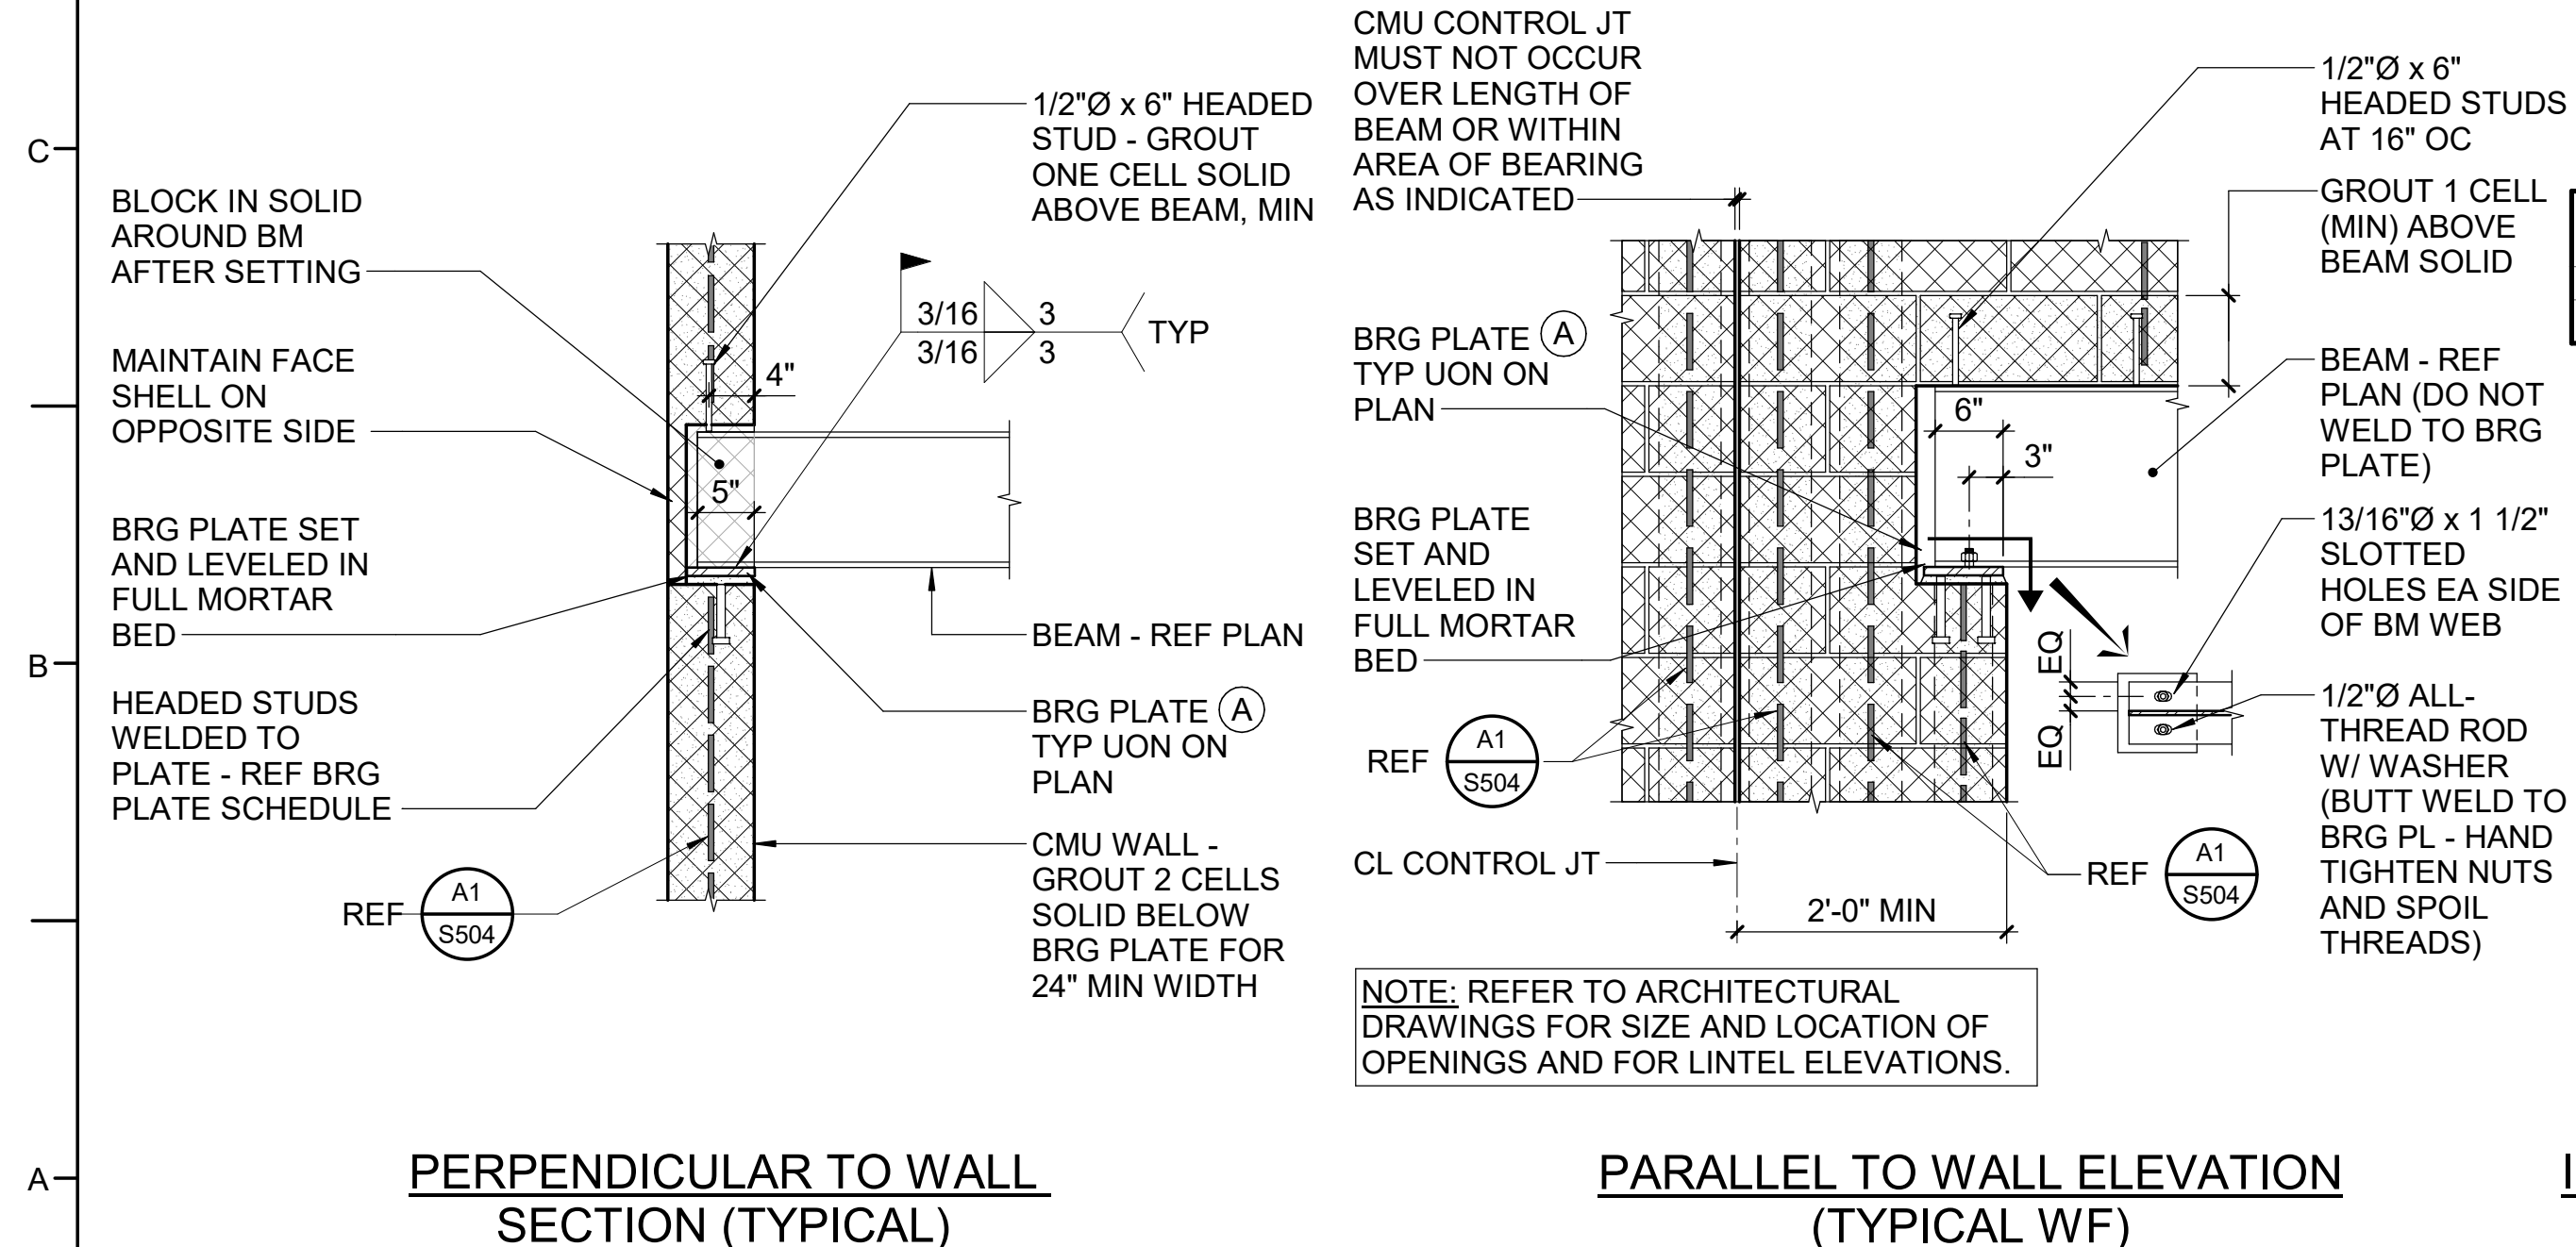 C
B
A
BLOCK IN SOLID
AROUND BM
AFTER SETTING
MAINTAIN FACE
SHELL ON
OPPOSITE SIDE
BRG PLATE SET
AND LEVELED IN
FULL MORTAR
BED
HEADED STUDS
WELDED TO
PLATE - REF BRG
PLATE SCHEDULE
REF
A1
S504
1/2"Ø x 6" HEADED
STUD - GROUT
ONE CELL SOLID
ABOVE BEAM, MIN
3/16 3
3/16 3
TYP
4"
5"
BEAM - REF PLAN
BRG PLATE A
TYP UON ON
PLAN
CMU WALL -
GROUT 2 CELLS
SOLID BELOW
BRG PLATE FOR
24" MIN WIDTH
PERPENDICULAR TO WALL
SECTION (TYPICAL)
CMU CONTROL JT
MUST NOT OCCUR
OVER LENGTH OF
BEAM OR WITHIN
AREA OF BEARING
AS INDICATED
BRG PLATE A
TYP UON ON
PLAN
BRG PLATE
SET AND
LEVELED IN
FULL MORTAR
BED
REF
A1
S504
CL CONTROL JT
2'-0" MIN
6"
3"
EQ
EQ
REF
A1
S504
1/2"Ø x 6"
HEADED STUDS
AT 16" OC
GROUT 1 CELL
(MIN) ABOVE
BEAM SOLID
BEAM - REF
PLAN (DO NOT
WELD TO BRG
PLATE)
13/16"Ø x 1 1/2"
SLOTTED
HOLES EA SIDE
OF BM WEB
1/2"Ø ALL-
THREAD ROD
W/ WASHER
(BUTT WELD TO
BRG PL - HAND
TIGHTEN NUTS
AND SPOIL
THREADS)
NOTE: REFER TO ARCHITECTURAL
DRAWINGS FOR SIZE AND LOCATION OF
OPENINGS AND FOR LINTEL ELEVATIONS.
PARALLEL TO WALL ELEVATION
(TYPICAL WF)